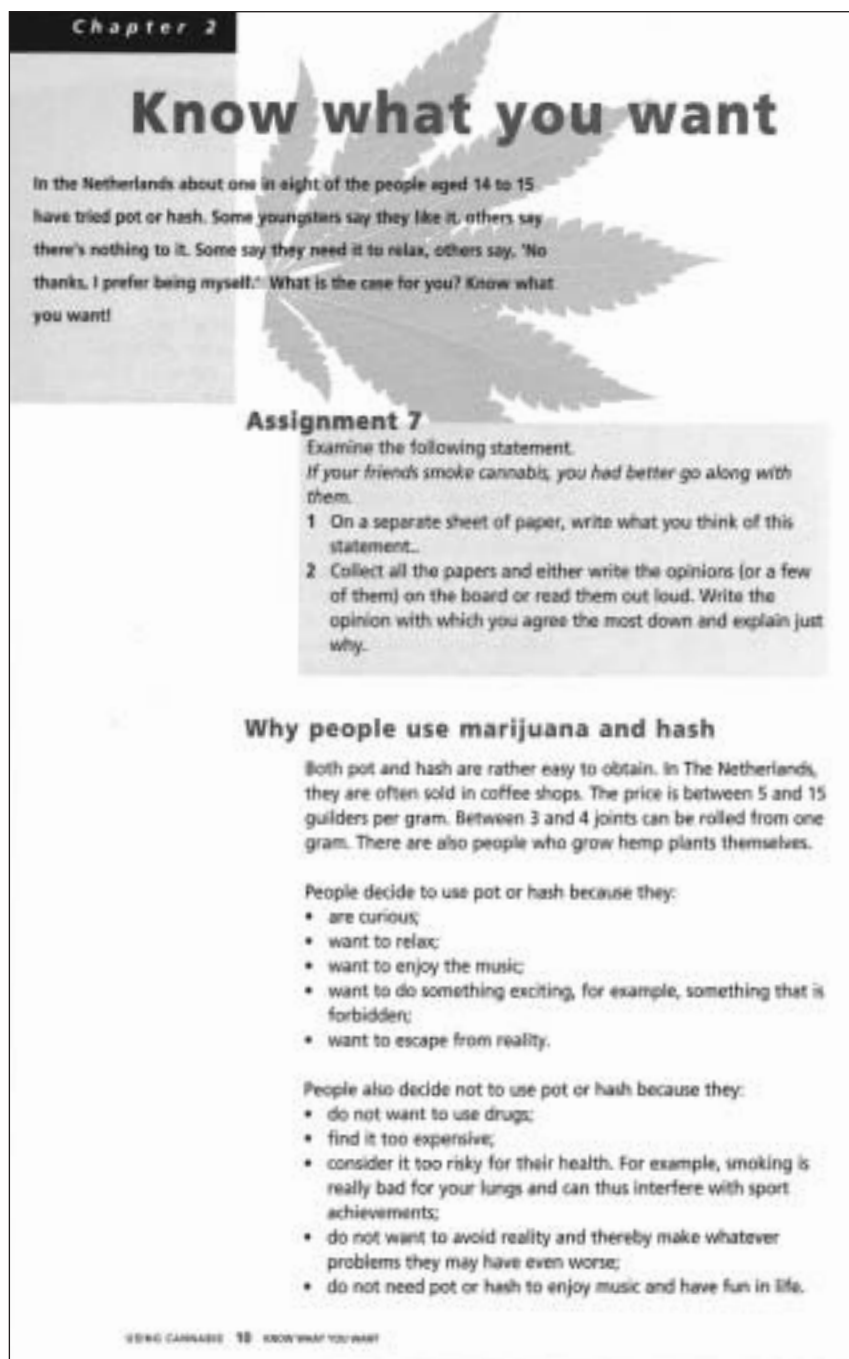 Chapter 2
Know what you want
In the Netherlands about one in eight of the people aged 14 to 15
have tried pot or hash. Some youngsters say they like it, others say
there's nothing to it. Some say they need it to relax, others say, 'No
thanks, I prefer being myself.' What is the case for you? Know what
you want!
Assignment 7
Examine the following statement.
If your friends smoke cannabis, you had better go along with
them.
1 On a separate sheet of paper, write what you think of this
statement..
2 Collect all the papers and either write the opinions (or a few
of them) on the board or read them out loud. Write the
opinion with which you agree the most down and explain just
why.
Why people use marijuana and hash
Both pot and hash are rather easy to obtain. In The Netherlands,
they are often sold in coffee shops. The price is between 5 and 15
guilders per gram. Between 3 and 4 joints can be rolled from one
gram. There are also people who grow hemp plants themselves.
People decide to use pot or hash because they:
• are curious;
• want to relax;
• want to enjoy the music;
• want to do something exciting, for example, something that is
forbidden;
• want to escape from reality.
People also decide not to use pot or hash because they:
• do not want to use drugs;
• find it too expensive;
• consider it too risky for their health. For example, smoking is
really bad for your lungs and can thus interfere with sport
achievements;
• do not want to avoid reality and thereby make whatever
problems they may have even worse;
• do not need pot or hash to enjoy music and have fun in life.
USING CANNABIS 10 KNOW WHAT YOU WANT